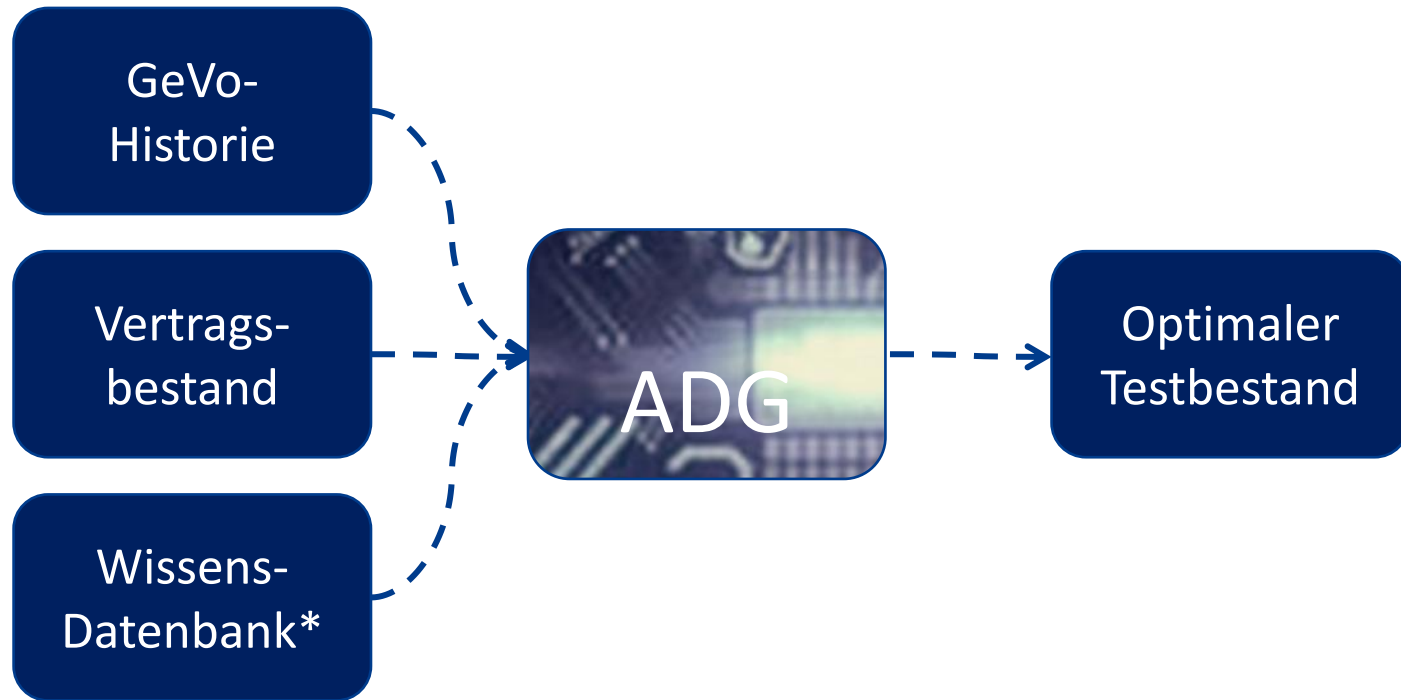 GeVo-
Historie
Vertrags-
bestand
Wissens-
Datenbank*
ADG
Optimaler
Testbestand